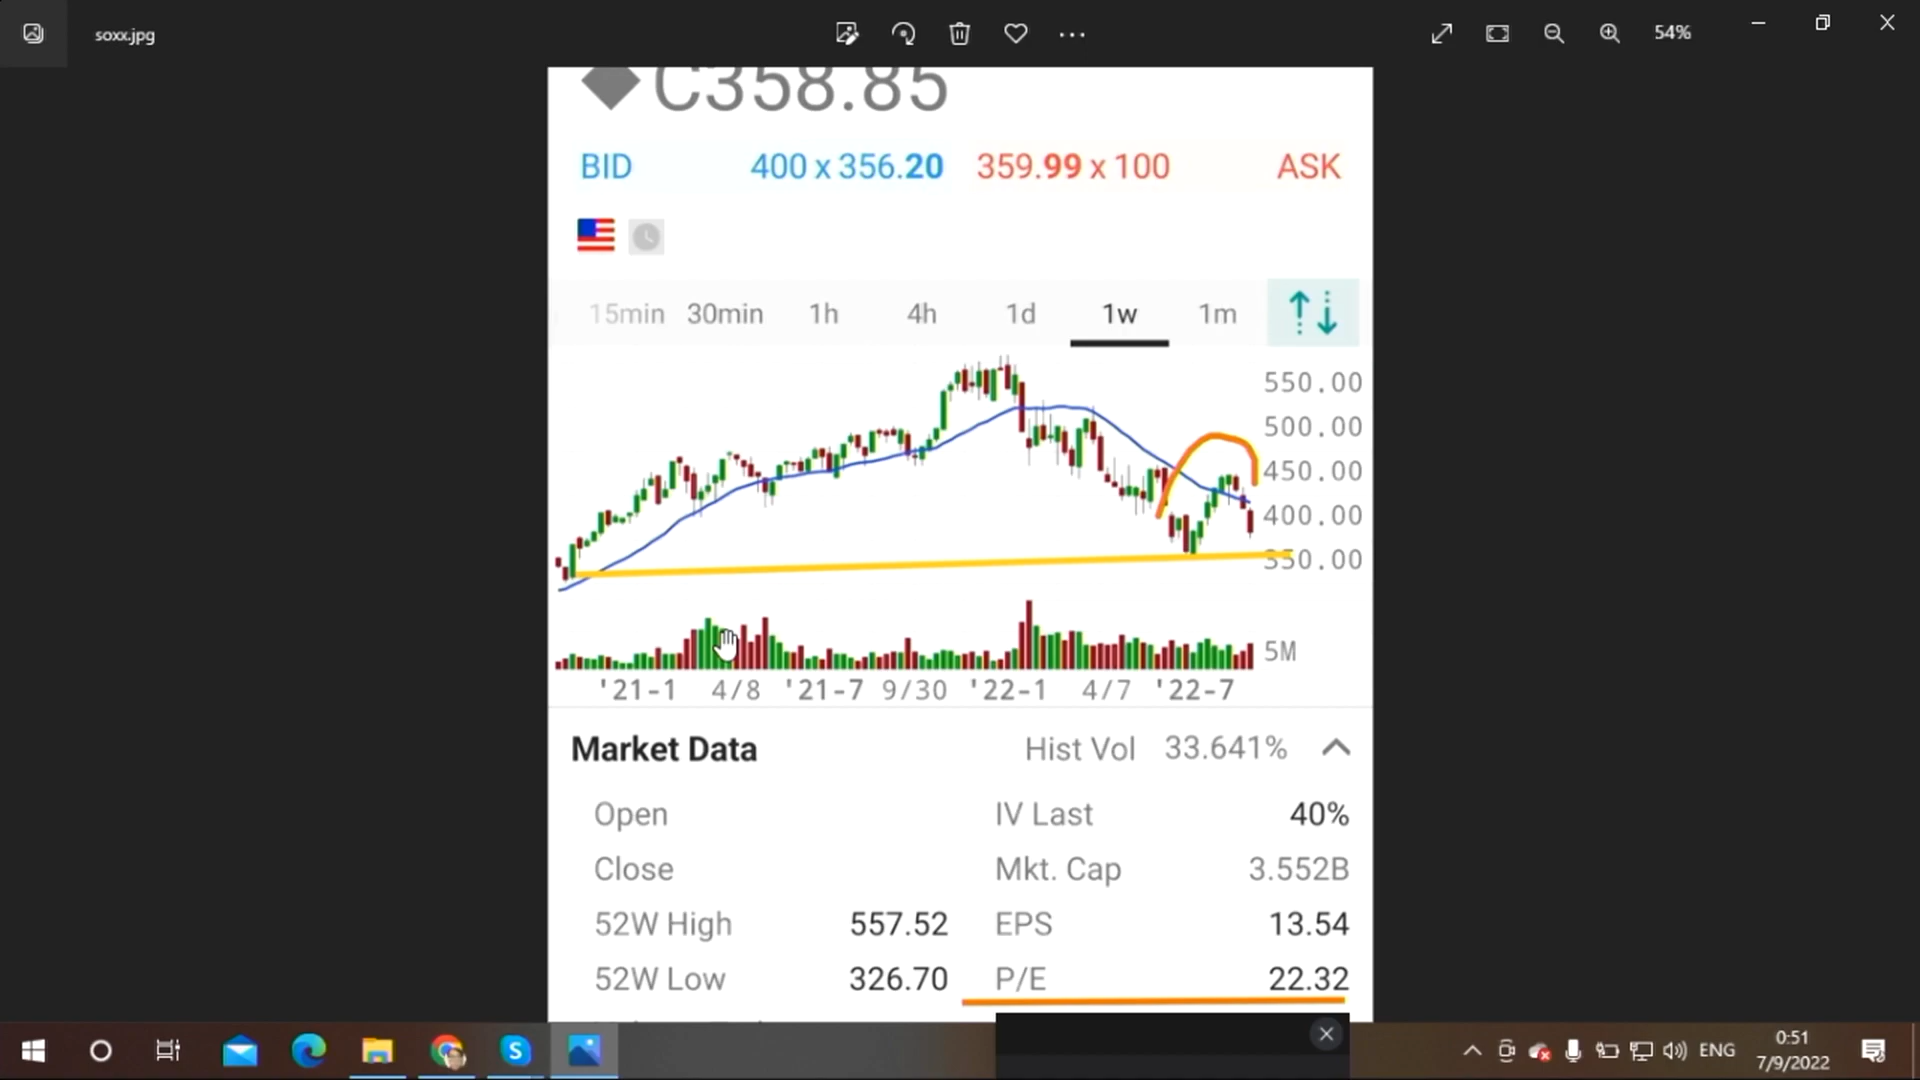 soxx.jpg
54%
C358.85
BID 400 x 356.20 359.99 x 100 ASK
15min 30min 1h 4h 1d 1w 1m
550.00
500.00
450.00
400.00
350.00
5M
'21-1 4/8 '21-7 9/30 '22-1 4/7 '22-7
Market Data Hist Vol 33.641%
Open IV Last 40%
Close Mkt. Cap 3.552B
52W High 557.52 EPS 13.54
52W Low 326.70 P/E 22.32
ENG
0:51
7/9/2022